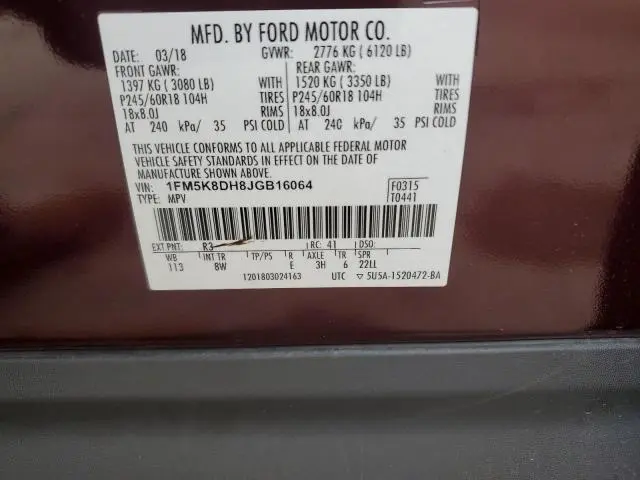 MFD. BY FORD MOTOR CO.
DATE: 03/18 GVWR: 2776 KG ( 6120 LB)
FRONT GAWR: REAR GAWR:
1397 KG ( 3080 LB) WITH 1520 KG ( 3350 LB) WITH
P245/60R18 104H TIRES P245/60R18 104H TIRES
18x8.0J RIMS 18x8.0J RIMS
AT 240 kPa/ 35 PSI COLD AT 240 kPa/ 35 PSI COLD
THIS VEHICLE CONFORMS TO ALL APPLICABLE FEDERAL MOTOR
VEHICLE SAFETY STANDARDS IN EFFECT ON THE DATE OF
MANUFACTURE SHOWN ABOVE.
VIN: 1FM5K8DH8JGB16064 F0315
TYPE: MPV T0441
EXT PNT: R3 RC: 41 DSO:
WB INT TR TP/PS R AXLE TR SPR
113 8W E 3H 6 22LL
1201803024163 UTC ▽ 5U5A-1520472-BA